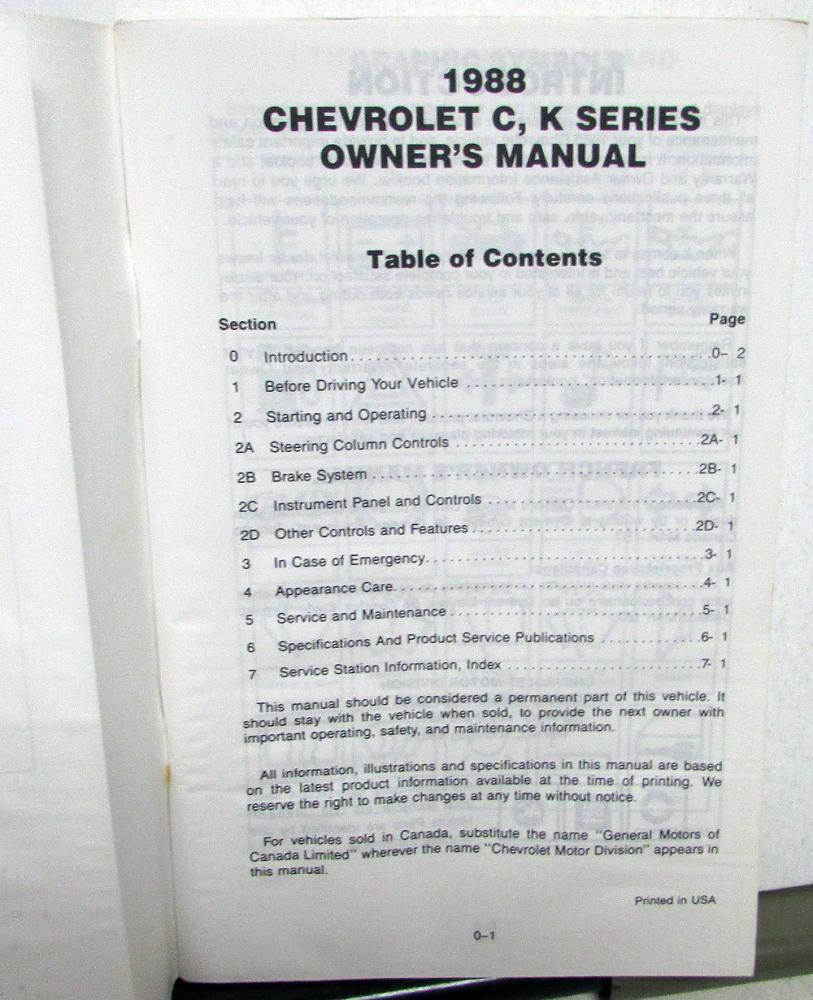 1988
CHEVROLET C, K SERIES
OWNER'S MANUAL
Table of Contents
Section Page
0 Introduction . . . . . . . . . . . . . . . . . . . . . . . . . . . . . . . . . . . . . . . . .0– 2
1 Before Driving Your Vehicle . . . . . . . . . . . . . . . . . . . . . . . . . . . .1- 1
2 Starting and Operating . . . . . . . . . . . . . . . . . . . . . . . . . . . . . . .2- 1
2A Steering Column Controls . . . . . . . . . . . . . . . . . . . . . . . . . . .2A- 1
2B Brake System . . . . . . . . . . . . . . . . . . . . . . . . . . . . . . . . . . . .2B- 1
2C Instrument Panel and Controls . . . . . . . . . . . . . . . . . . . . . . .2C- 1
2D Other Controls and Features . . . . . . . . . . . . . . . . . . . . . . . . .2D- 1
3 In Case of Emergency. . . . . . . . . . . . . . . . . . . . . . . . . . . . . . . .3- 1
4 Appearance Care. . . . . . . . . . . . . . . . . . . . . . . . . . . . . . . . . . . .4- 1
5 Service and Maintenance . . . . . . . . . . . . . . . . . . . . . . . . . . . . .5- 1
6 Specifications And Product Service Publications . . . . . . . . . . .6- 1
7 Service Station Information, Index . . . . . . . . . . . . . . . . . . . . . .7- 1
This manual should be considered a permanent part of this vehicle. It
should stay with the vehicle when sold, to provide the next owner with
important operating, safety, and maintenance information.
All information, illustrations and specifications in this manual are based
on the latest product information available at the time of printing. We
reserve the right to make changes at any time without notice.
For vehicles sold in Canada, substitute the name "General Motors of
Canada Limited" wherever the name "Chevrolet Motor Division" appears in
this manual.
Printed in USA
0–1